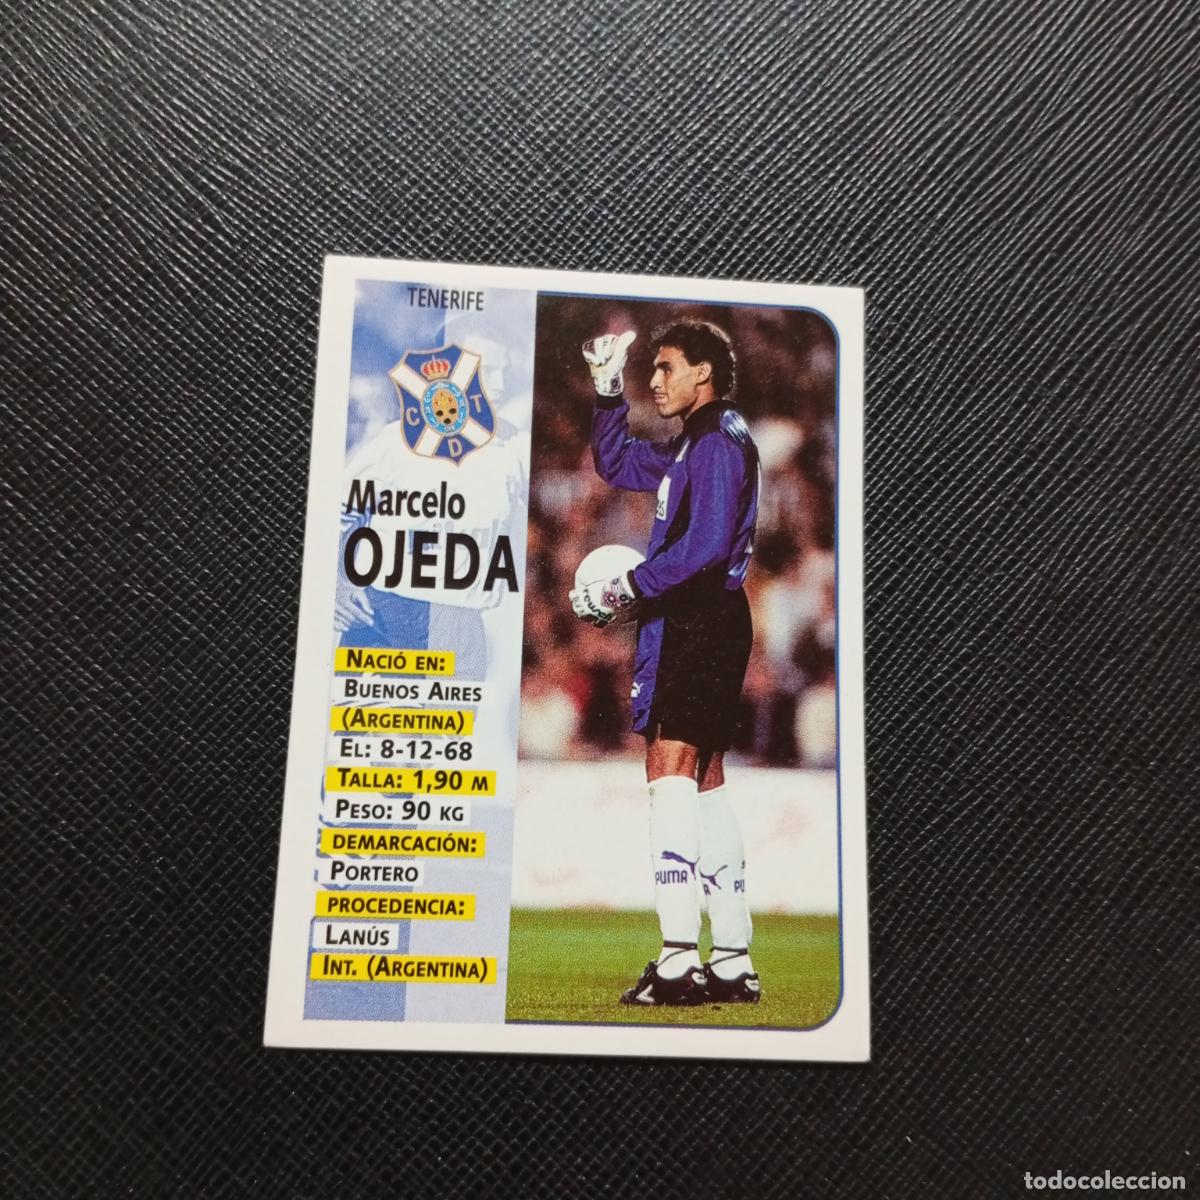 TENERIFE
C T
D
Marcelo
OJEDA
NACIÓ EN:
BUENOS AIRES
(ARGENTINA)
EL: 8-12-68
TALLA: 1,90 M
PESO: 90 KG
DEMARCACIÓN:
PORTERO
PROCEDENCIA:
LANÚS
INT. (ARGENTINA)
PUMA
todocoleccion